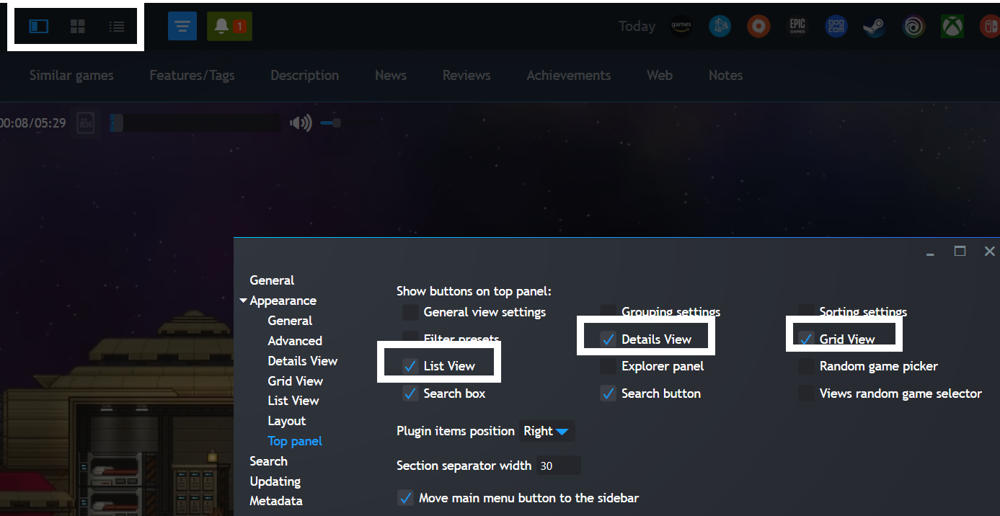 1
Today
games
EPIC
GAMES
GOG
COM
Similar games Features/Tags Description News Reviews Achievements Web Notes
00:08/05:29
General
Appearance
General
Advanced
Details View
Grid View
List View
Layout
Top panel
Search
Updating
Metadata
Show buttons on top panel:
General view settings Grouping settings Sorting settings
Filter presets Details View Grid View
List View Explorer panel Random game picker
Search box Search button Views random game selector
Plugin items position Right
Section separator width 30
Move main menu button to the sidebar